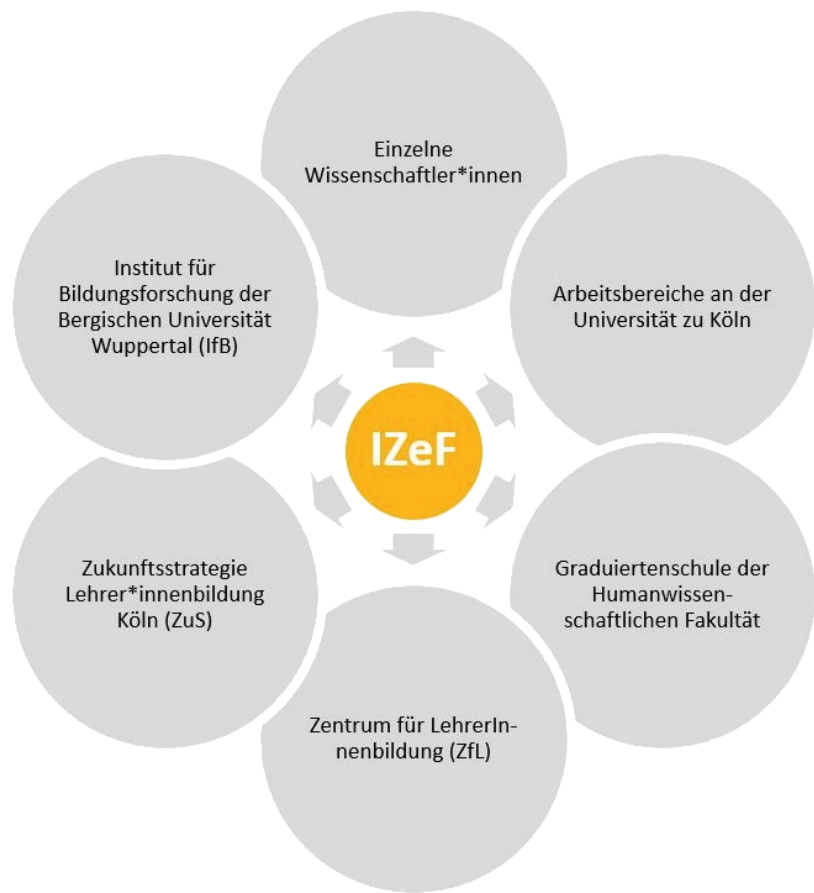 Einzelne
Wissenschaftler*innen
Arbeitsbereiche an der
Universität zu Köln
Graduiertenschule der
Humanwissen-
schaftlichen Fakultät
Zentrum für LehrerIn-
nenbildung (ZfL)
Zukunftsstrategie
Lehrer*innenbildung
Köln (ZuS)
Institut für
Bildungsforschung der
Bergischen Universität
Wuppertal (IfB)
IZeF